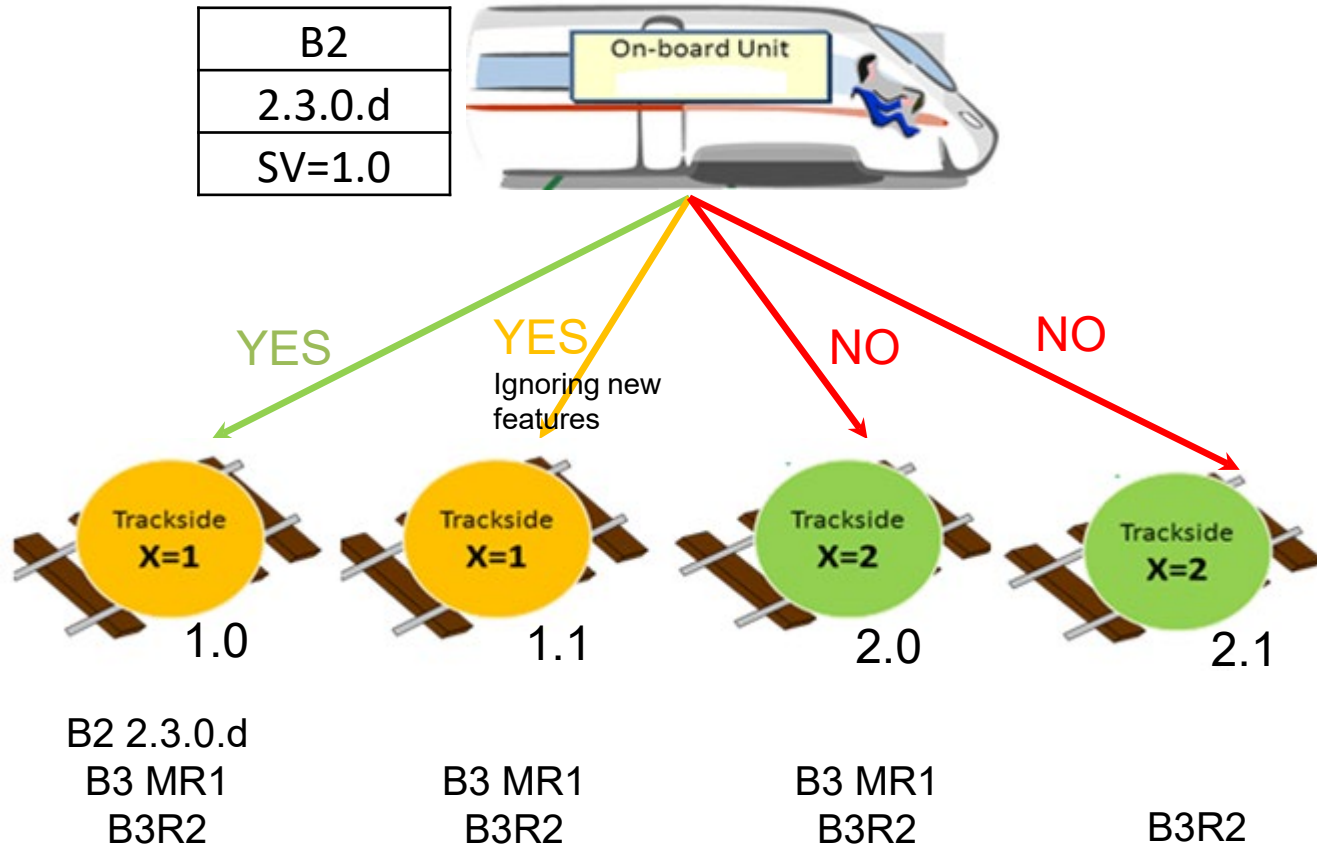 B2
2.3.0.d
SV=1.0
On-board Unit
YES
YES
Ignoring new
features
NO
NO
Trackside
X=1
1.0
Trackside
X=1
1.1
Trackside
X=2
2.0
Trackside
X=2
2.1
B2 2.3.0.d
B3 MR1
B3R2
B3 MR1
B3R2
B3 MR1
B3R2
B3R2